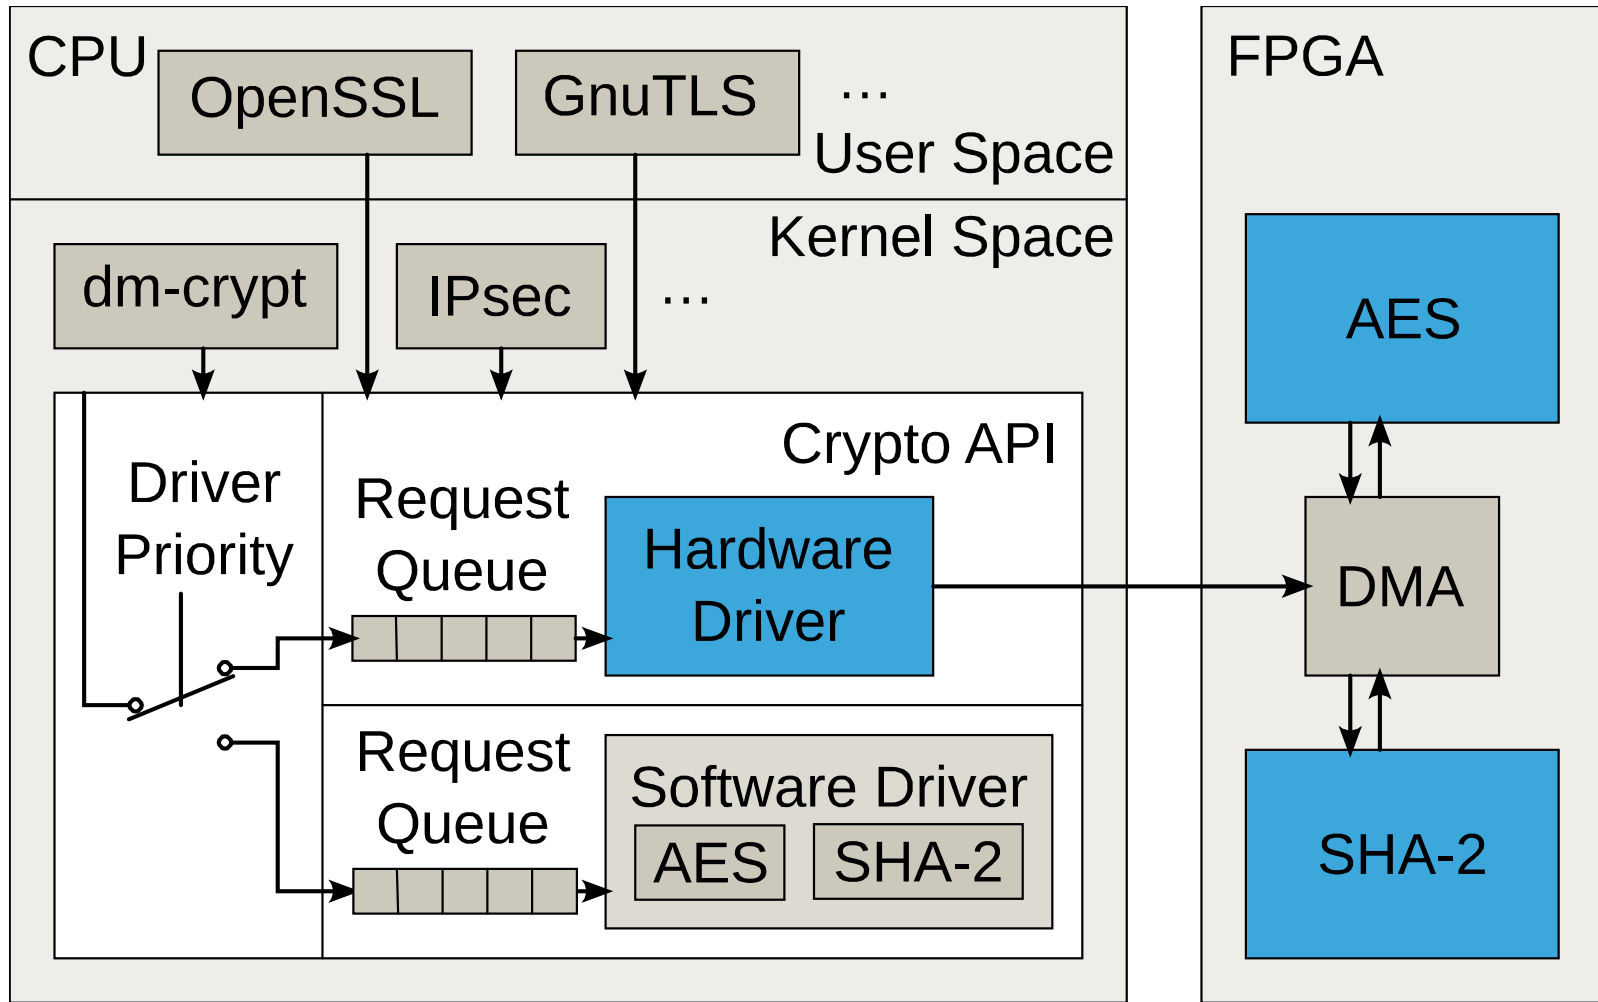 CPU
OpenSSL
GnuTLS
...
User Space
Kernel Space
dm-crypt
IPsec
...
Crypto API
Driver
Priority
Request
Queue
Hardware
Driver
Request
Queue
Software Driver
AES
SHA-2
FPGA
AES
DMA
SHA-2